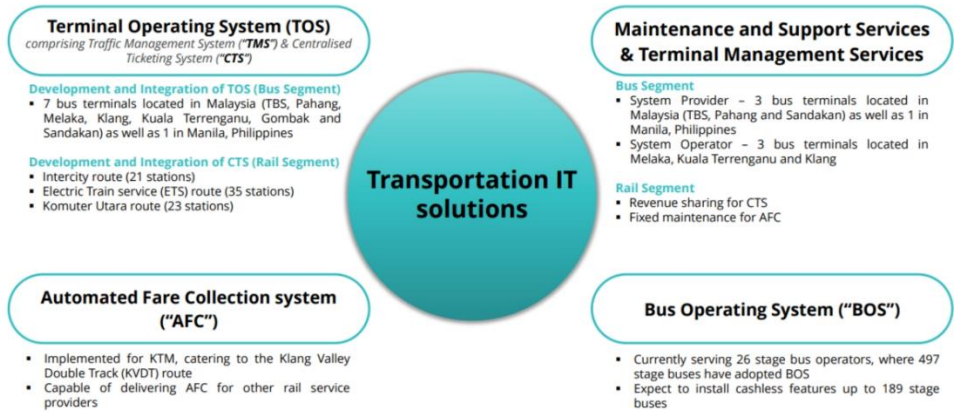 Terminal Operating System (TOS)
comprising Traffic Management System (“TMS”) & Centralised
Ticketing System (“CTS”)
Development and Integration of TOS (Bus Segment)
▪ 7 bus terminals located in Malaysia (TBS, Pahang,
Melaka, Klang, Kuala Terrenganu, Gombak and
Sandakan) as well as 1 in Manila, Philippines
Development and Integration of CTS (Rail Segment)
▪ Intercity route (21 stations)
▪ Electric Train service (ETS) route (35 stations)
▪ Komuter Utara route (23 stations)
Maintenance and Support Services
& Terminal Management Services
Bus Segment
▪ System Provider – 3 bus terminals located in
Malaysia (TBS, Pahang and Sandakan) as well as 1 in
Manila, Philippines
▪ System Operator – 3 bus terminals located in
Melaka, Kuala Terrenganu and Klang
Rail Segment
▪ Revenue sharing for CTS
▪ Fixed maintenance for AFC
Transportation IT
solutions
Automated Fare Collection system
(“AFC”)
▪ Implemented for KTM, catering to the Klang Valley
Double Track (KVDT) route
▪ Capable of delivering AFC for other rail service
providers
Bus Operating System (“BOS”)
▪ Currently serving 26 stage bus operators, where 497
stage buses have adopted BOS
▪ Expect to install cashless features up to 189 stage
buses